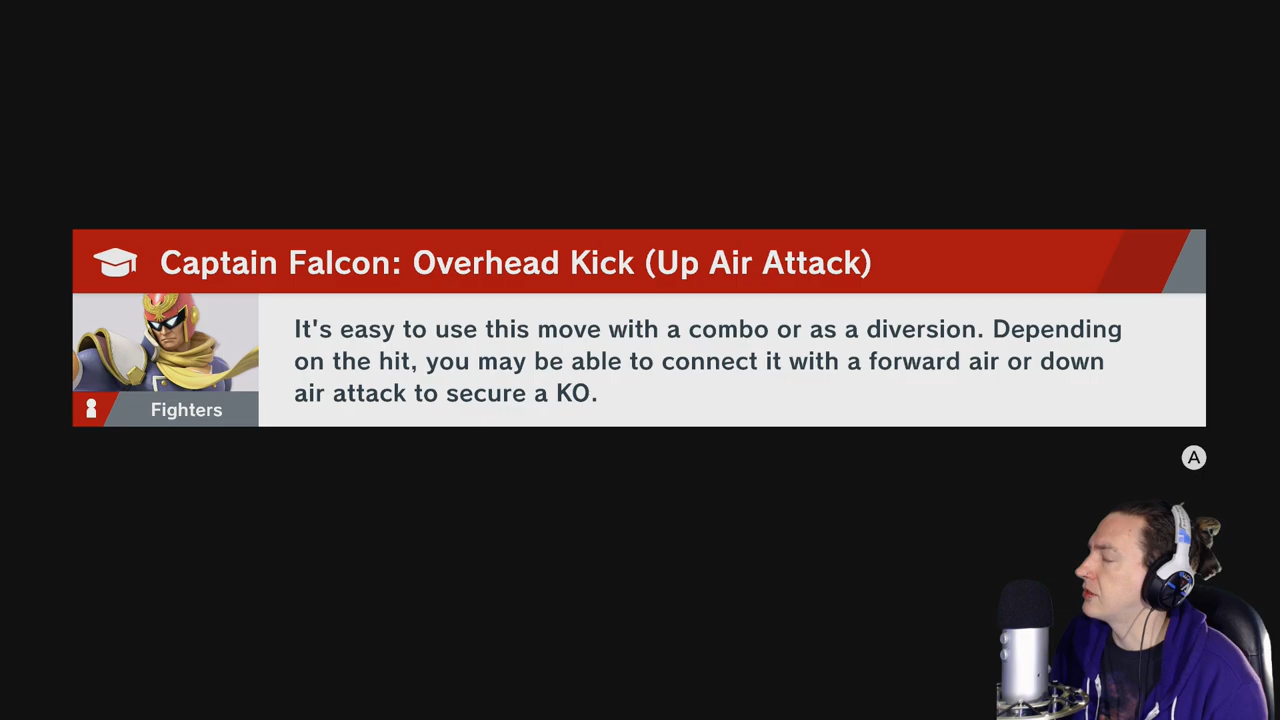 Captain Falcon: Overhead Kick (Up Air Attack)
It's easy to use this move with a combo or as a diversion. Depending
on the hit, you may be able to connect it with a forward air or down
air attack to secure a KO.
Fighters
A